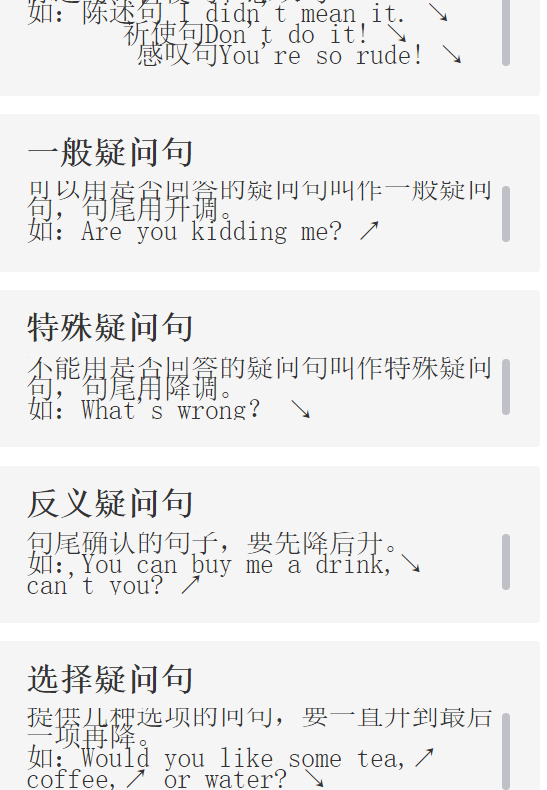 如：陈述句 I didn't mean it. ↘
祈使句Don't do it! ↘
感叹句You're so rude! ↘
一般疑问句
可以用是否回答的疑问句叫作一般疑问
句，句尾用升调。
如：Are you kidding me? ↗
特殊疑问句
不能用是否回答的疑问句叫作特殊疑问
句，句尾用降调。
如：What's wrong? ↘
反义疑问句
句尾确认的句子，要先降后升。
如：You can buy me a drink,↘
can't you? ↗
选择疑问句
提供几种选项的问句，要一直升到最后
一项再降。
如：Would you like some tea,↗
coffee,↗ or water? ↘